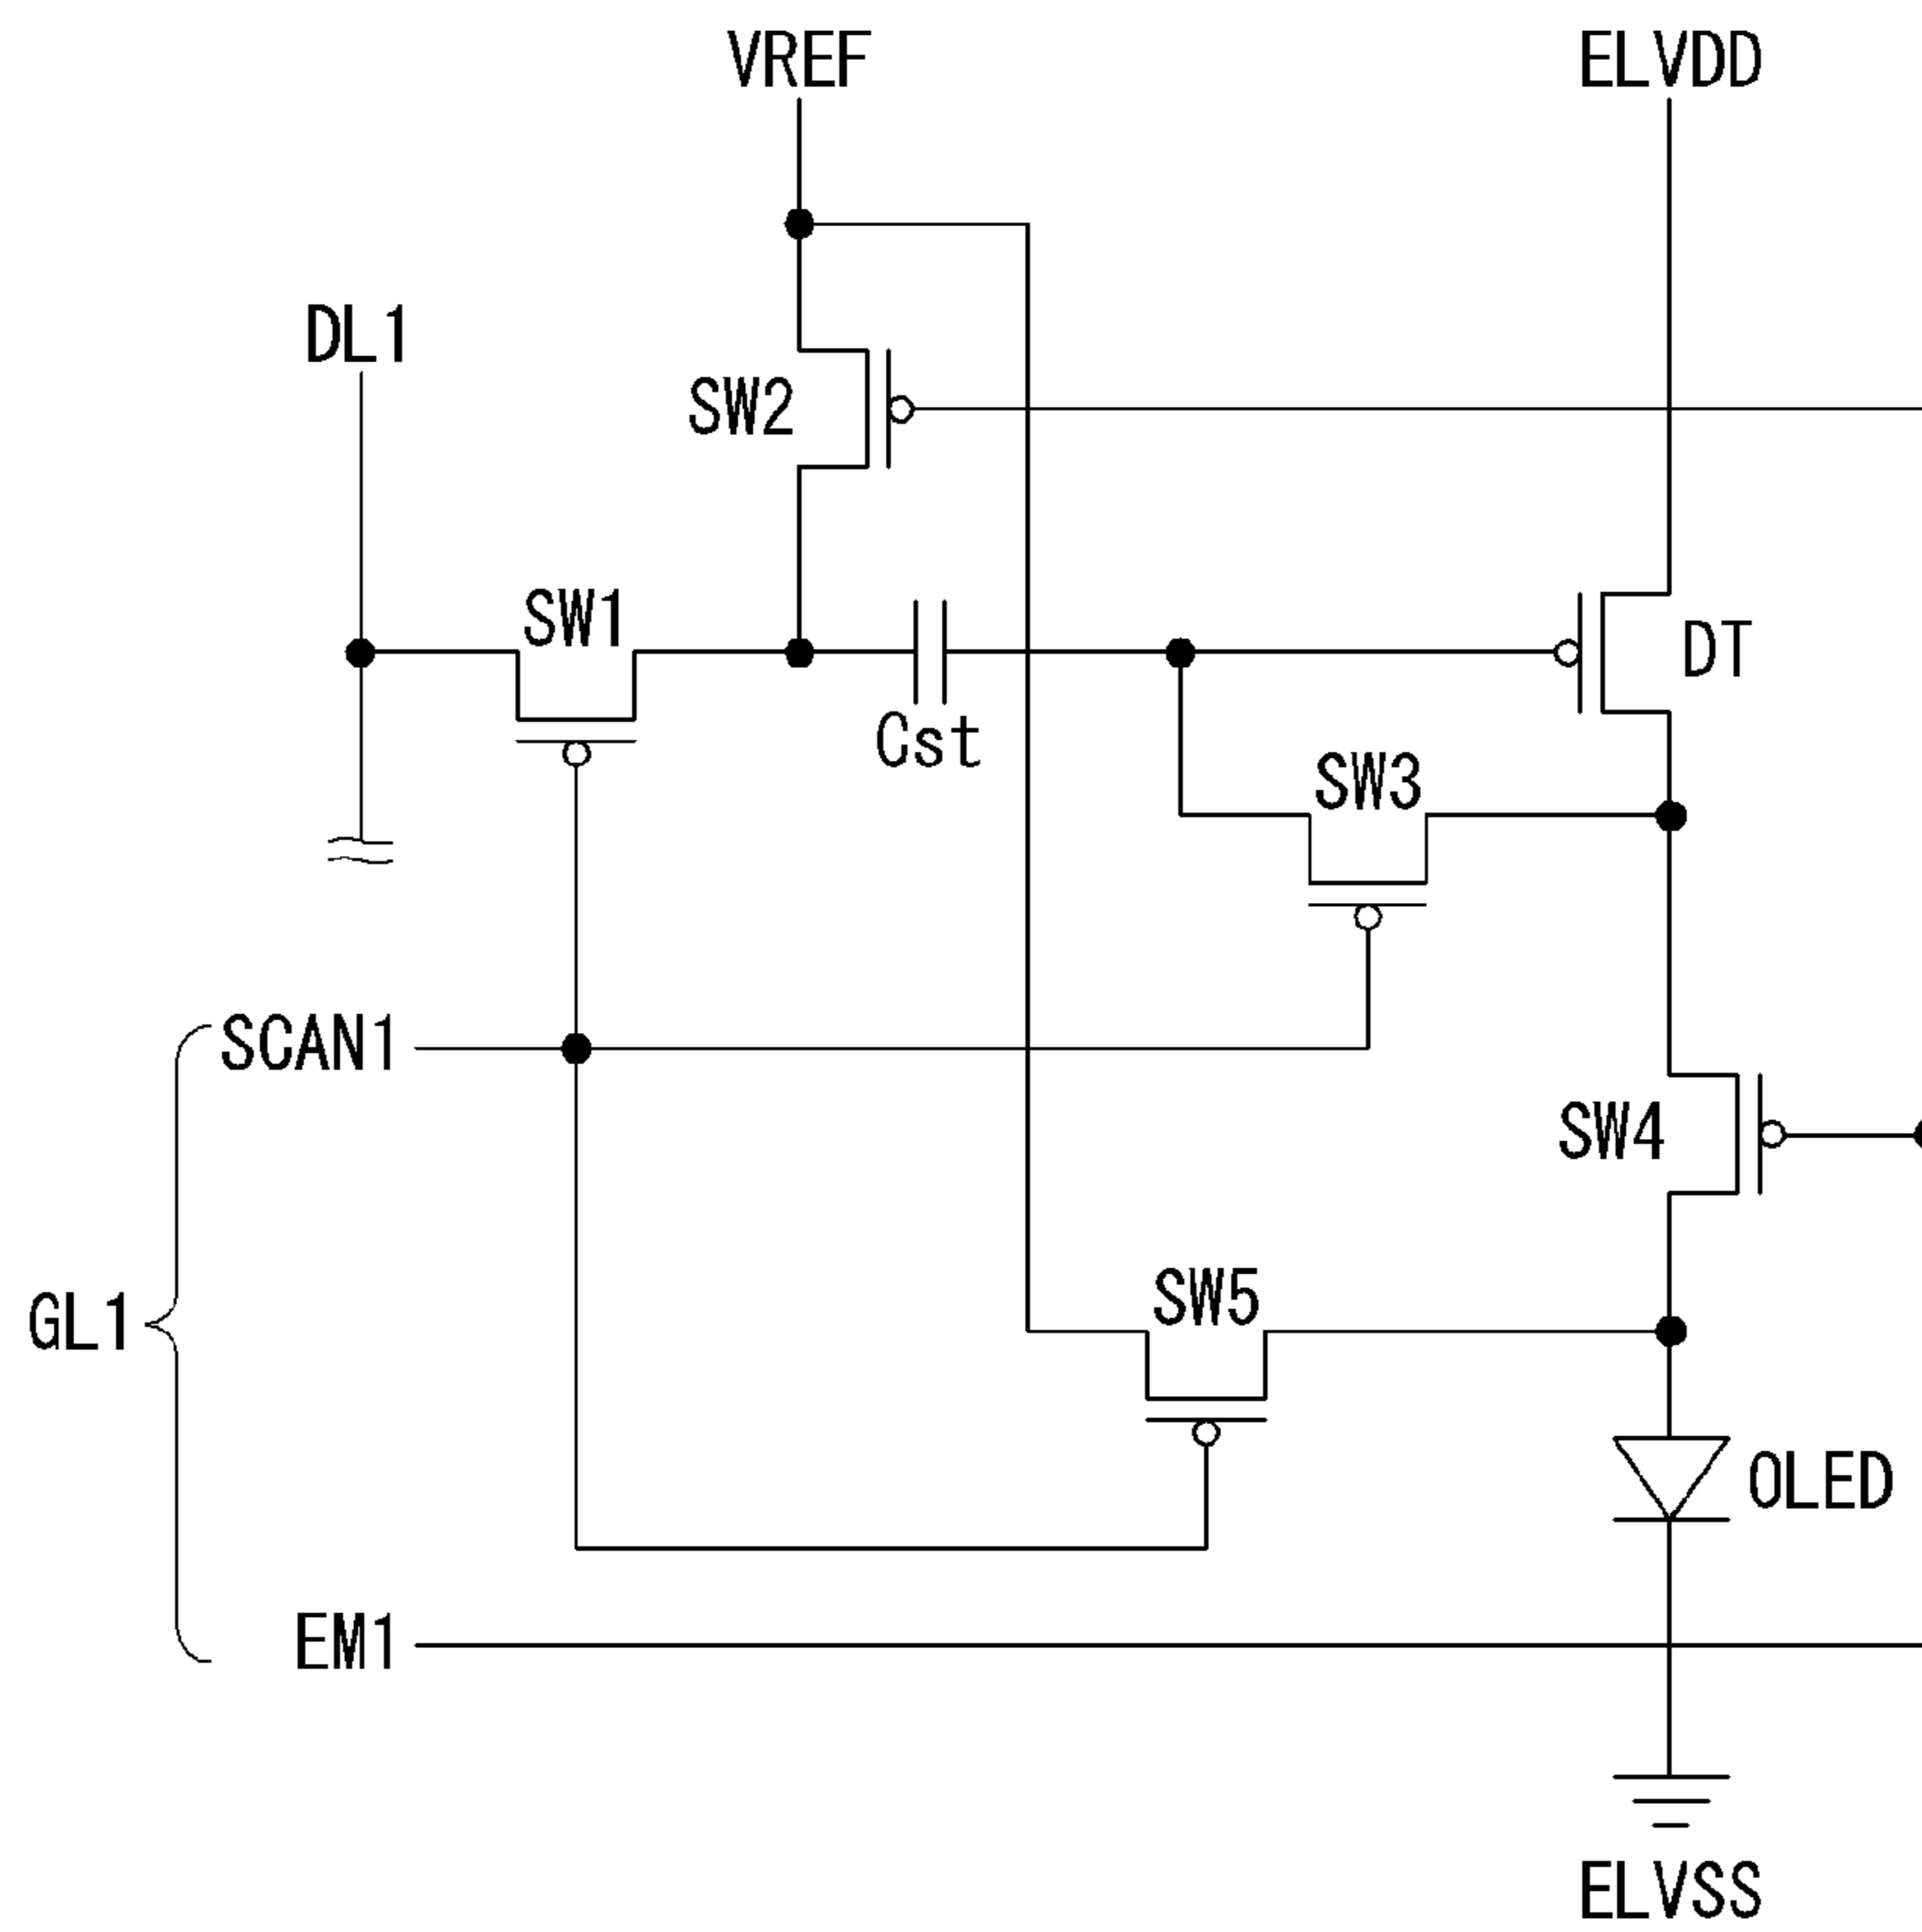 VREF
ELVDD
DL1
SW2
SW1
DT
Cst
SW3
SCAN1
SW4
SW5
GL1
OLED
EM1
ELVSS